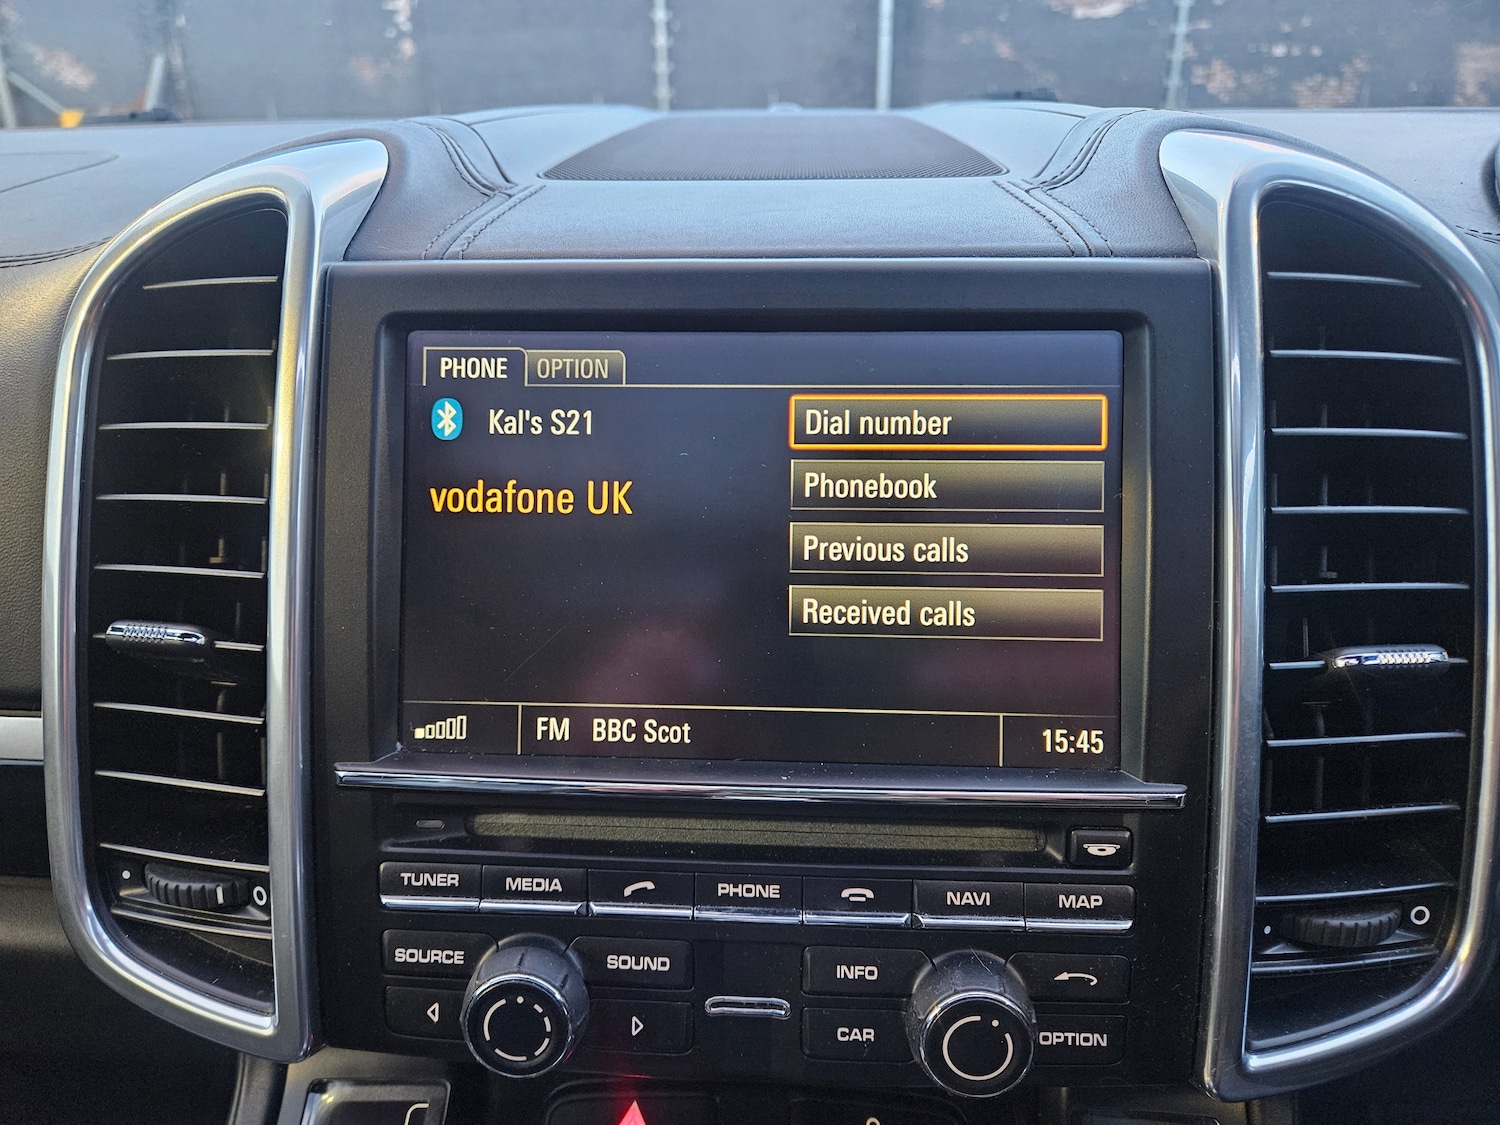 PHONE OPTION
Kal's S21
vodafone UK
Dial number
Phonebook
Previous calls
Received calls
FM BBC Scot 15:45
TUNER MEDIA PHONE NAVI MAP
SOURCE SOUND INFO
CAR OPTION